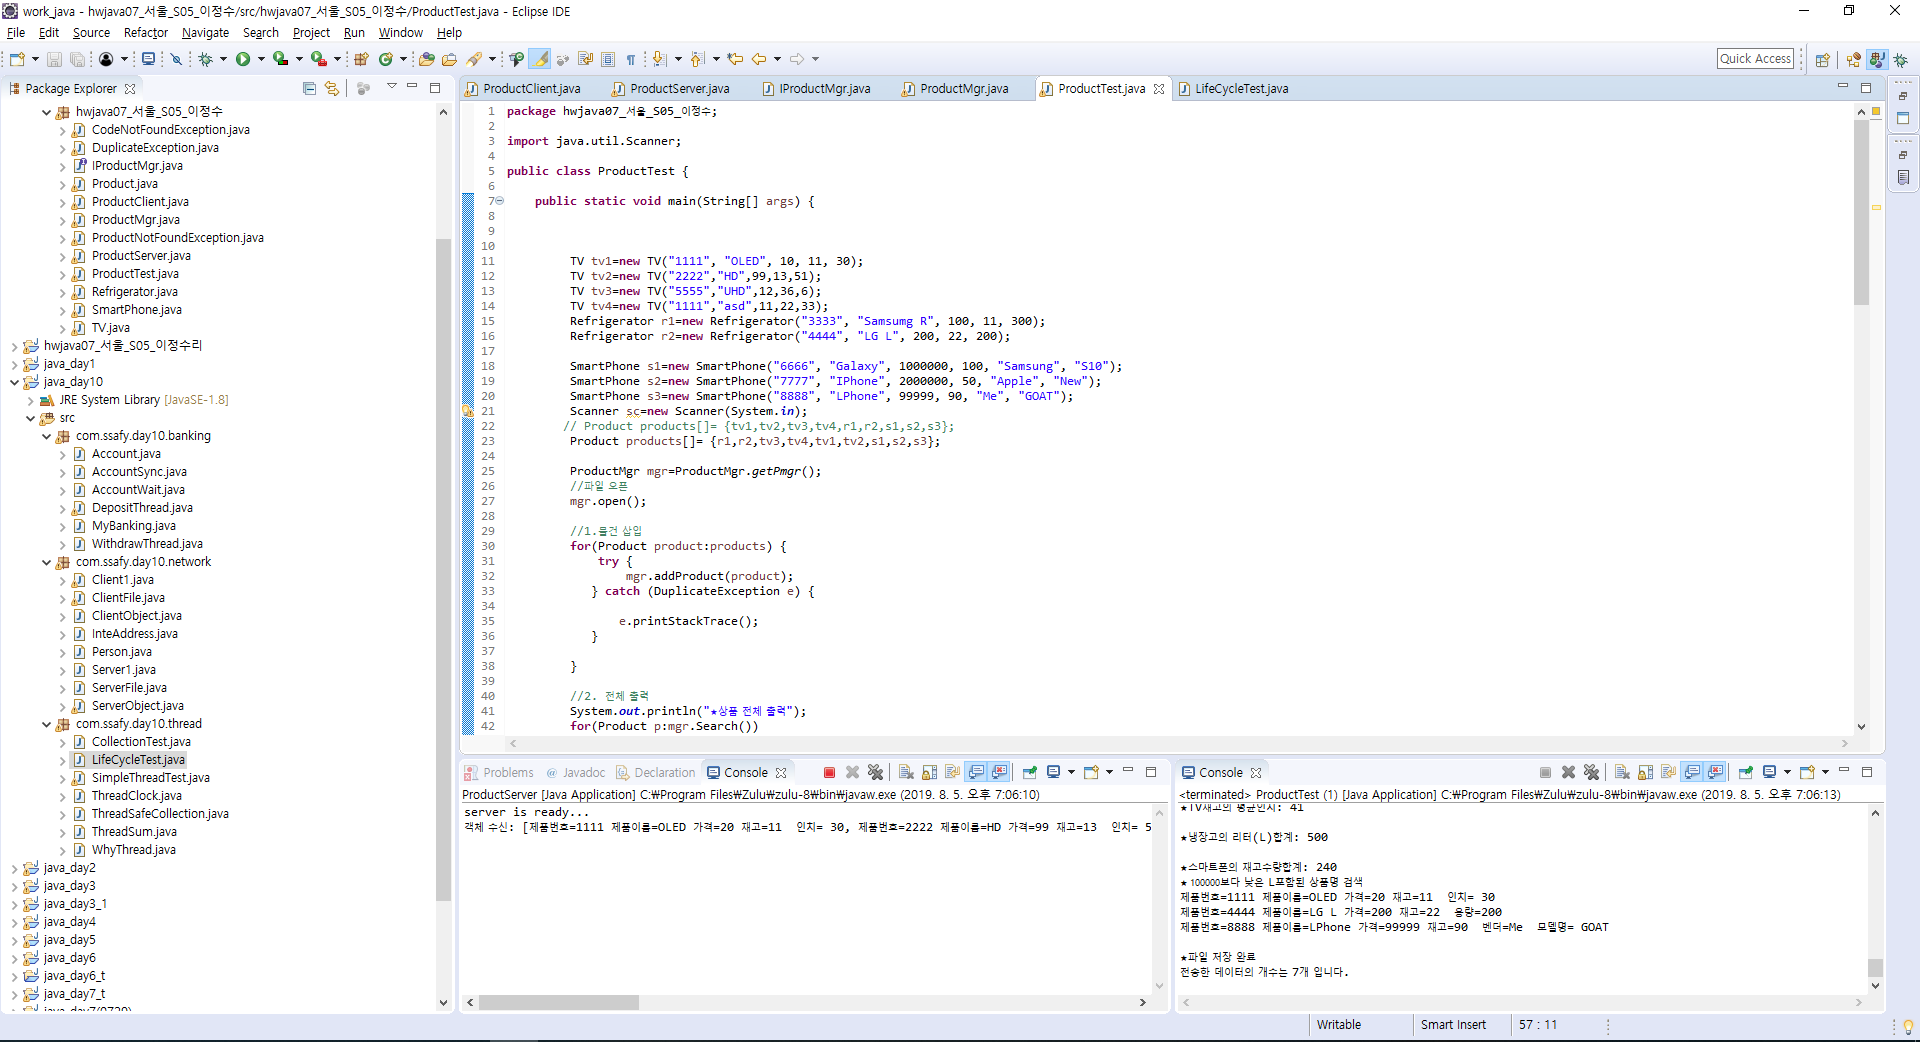 work_java - hwjava07_서울_S05_이정수/src/hwjava07_서울_S05_이정수/ProductTest.java - Eclipse IDE
File Edit Source Refactor Navigate Search Project Run Window Help
Quick Access
Package Explorer
hwjava07_서울_S05_이정수
CodeNotFoundException.java
DuplicateException.java
IProductMgr.java
Product.java
ProductClient.java
ProductMgr.java
ProductNotFoundException.java
ProductServer.java
ProductTest.java
Refrigerator.java
SmartPhone.java
TV.java
hwjava07_서울_S05_이정수리
java_day1
java_day10
JRE System Library [JavaSE-1.8]
src
com.ssafy.day10.banking
Account.java
AccountSync.java
AccountWait.java
DepositThread.java
MyBanking.java
WithdrawThread.java
com.ssafy.day10.network
Client1.java
ClientFile.java
ClientObject.java
InteAddress.java
Person.java
Server1.java
ServerFile.java
ServerObject.java
com.ssafy.day10.thread
CollectionTest.java
LifeCycleTest.java
SimpleThreadTest.java
ThreadClock.java
ThreadSafeCollection.java
ThreadSum.java
WhyThread.java
java_day2
java_day3
java_day3_1
java_day4
java_day5
java_day6
java_day6_t
java_day7_t
java_day7(0729)
ProductClient.java ProductServer.java IProductMgr.java ProductMgr.java ProductTest.java LifeCycleTest.java
1 package hwjava07_서울_S05_이정수;
2
3 import java.util.Scanner;
4
5 public class ProductTest {
6
7 public static void main(String[] args) {
8
9
10
11 TV tv1=new TV("1111", "OLED", 10, 11, 30);
12 TV tv2=new TV("2222","HD",99,13,51);
13 TV tv3=new TV("5555","UHD",12,36,6);
14 TV tv4=new TV("1111","asd",11,22,33);
15 Refrigerator r1=new Refrigerator("3333", "Samsumg R", 100, 11, 300);
16 Refrigerator r2=new Refrigerator("4444", "LG L", 200, 22, 200);
17
18 SmartPhone s1=new SmartPhone("6666", "Galaxy", 1000000, 100, "Samsung", "S10");
19 SmartPhone s2=new SmartPhone("7777", "IPhone", 2000000, 50, "Apple", "New");
20 SmartPhone s3=new SmartPhone("8888", "LPhone", 99999, 90, "Me", "GOAT");
21 Scanner sc=new Scanner(System.in);
22 // Product products[]= {tv1,tv2,tv3,tv4,r1,r2,s1,s2,s3};
23 Product products[]= {r1,r2,tv3,tv4,tv1,tv2,s1,s2,s3};
24
25 ProductMgr mgr=ProductMgr.getPmgr();
26 //파일 오픈
27 mgr.open();
28
29 //1.물건 삽입
30 for(Product product:products) {
31 try {
32 mgr.addProduct(product);
33 } catch (DuplicateException e) {
34
35 e.printStackTrace();
36 }
37
38 }
39
40 //2. 전체 출력
41 System.out.println("★상품 전체 출력");
42 for(Product p:mgr.Search())
Problems Javadoc Declaration Console
ProductServer [Java Application] C:₩Program Files₩Zulu₩zulu-8₩bin₩javaw.exe (2019. 8. 5. 오후 7:06:10)
server is ready...
객체 수신: [제품번호=1111 제품이름=OLED 가격=20 재고=11 인치= 30, 제품번호=2222 제품이름=HD 가격=99 재고=13 인치= 5
Console
<terminated> ProductTest (1) [Java Application] C:₩Program Files₩Zulu₩zulu-8₩bin₩javaw.exe (2019. 8. 5. 오후 7:06:13)
★TV재고의 평균인치: 41
★냉장고의 리터(L)합계: 500
★스마트폰의 재고수량합계: 240
★ 100000보다 낮은 L포함된 상품명 검색
제품번호=1111 제품이름=OLED 가격=20 재고=11 인치= 30
제품번호=4444 제품이름=LG L 가격=200 재고=22 용량=200
제품번호=8888 제품이름=LPhone 가격=99999 재고=90 벤더=Me 모델명= GOAT
★파일 저장 완료
전송한 데이터의 개수는 7개 입니다.
Writable Smart Insert 57 : 11